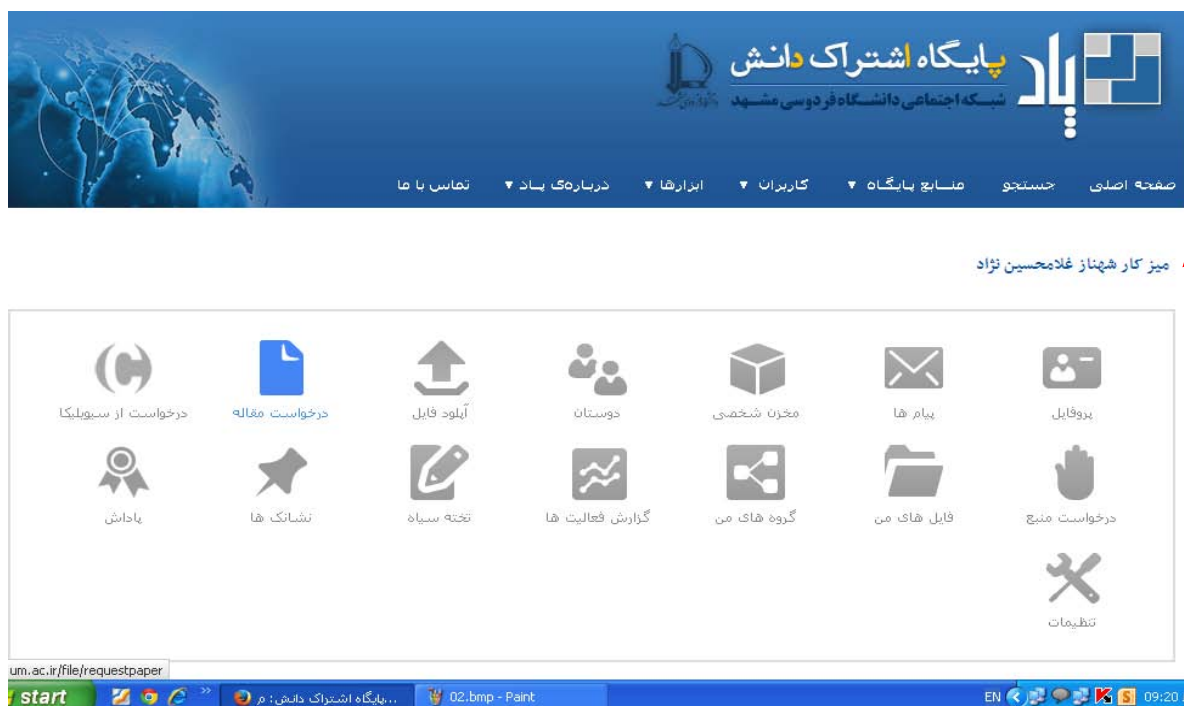 یاد پایگاه اشتراک دانش
شبکه اجتماعی دانشگاه فردوسی مشهد
صفحه اصلی جستجو منابع پایگاه ▼ کاربران ▼ ابزارها ▼ درباره‌ی یاد ▼ تماس با ما
میز کار شهناز غلامحسین نژاد
پروفایل پیام ها مخزن شخصی دوستان آپلود فایل درخواست مقاله درخواست از سیویلیکا
درخواست منبع فایل های من گروه های من گزارش فعالیت ها تخته سیاه نشانک ها پاداش
تنظیمات
um.ac.ir/file/requestpaper
start پایگاه اشتراک دانش: م... 02.bmp - Paint EN 09:20